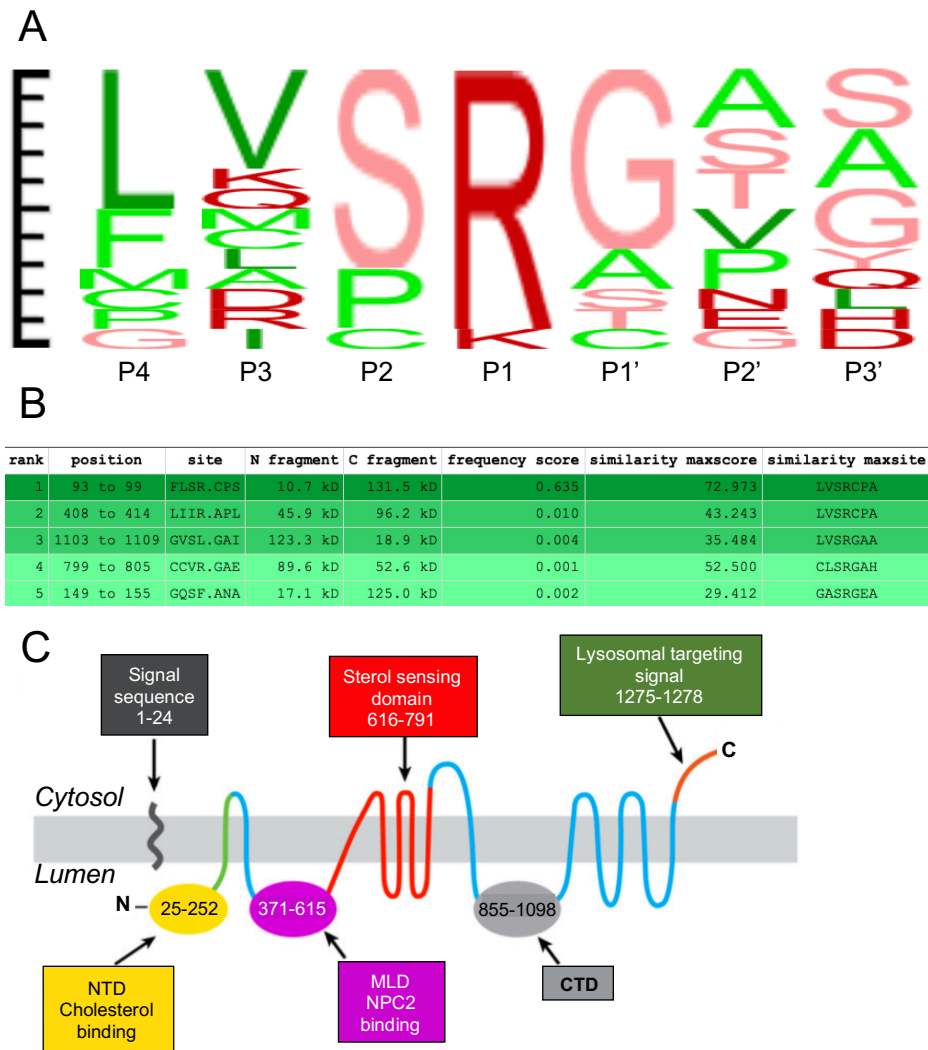 A
L F M C P G
V K Q M C L A D R I
S P C
R K
G A S T C
A S T V P N E G
S A G Y Q L H D
P4 P3 P2 P1 P1' P2' P3'
B
rank position site N fragment C fragment frequency score similarity maxscore similarity maxsite
1 93 to 99 FLSR.CPS 10.7 kD 131.5 kD 0.635 72.973 LVSRCPA
2 408 to 414 LIIR.APL 45.9 kD 96.2 kD 0.010 43.243 LVSRCPA
3 1103 to 1109 GVSL.GAI 123.3 kD 18.9 kD 0.004 35.484 LVSRGAA
4 799 to 805 CCVR.GAE 89.6 kD 52.6 kD 0.001 52.500 CLSRGAH
5 149 to 155 GQSF.ANA 17.1 kD 125.0 kD 0.002 29.412 GASRGEA
C
Signal
sequence
1-24
Sterol sensing
domain
616-791
Lysosomal targeting
signal
1275-1278
C
Cytosol
Lumen
N
25-252
371-615
855-1098
NTD
Cholesterol
binding
MLD
NPC2
binding
CTD